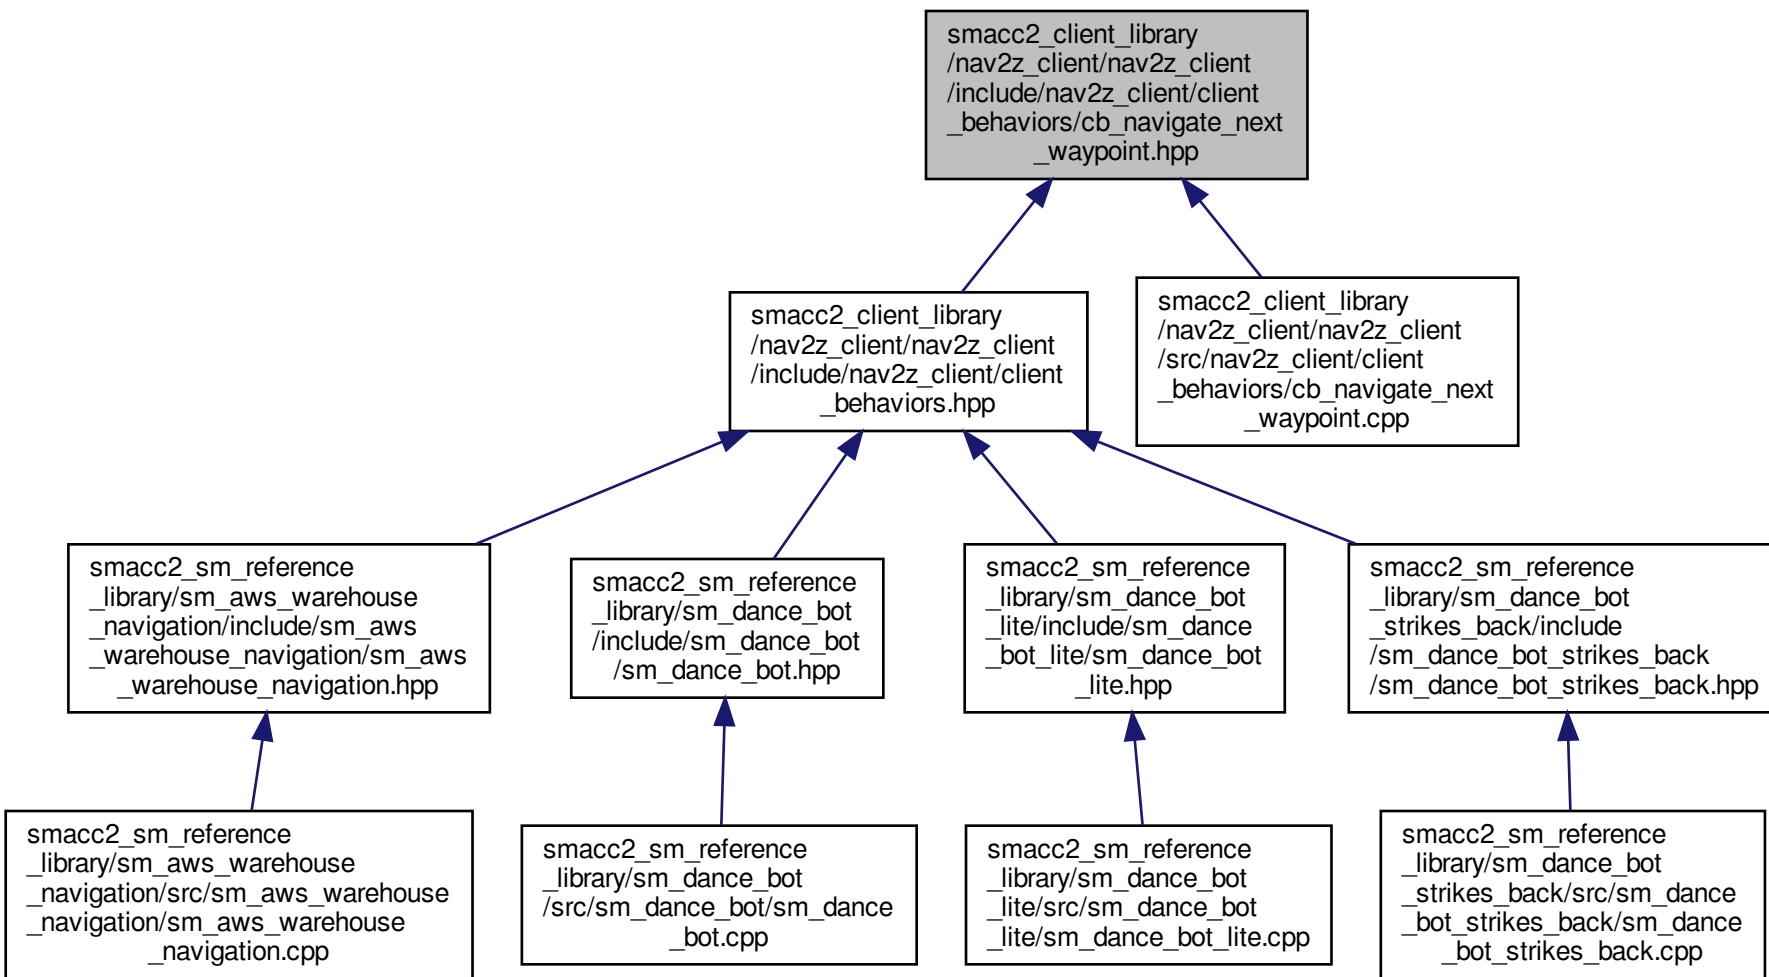 smacc2_client_library
/nav2z_client/nav2z_client
/include/nav2z_client/client
_behaviors/cb_navigate_next
_waypoint.hpp
smacc2_client_library
/nav2z_client/nav2z_client
/include/nav2z_client/client
_behaviors.hpp
smacc2_client_library
/nav2z_client/nav2z_client
/src/nav2z_client/client
_behaviors/cb_navigate_next
_waypoint.cpp
smacc2_sm_reference
_library/sm_aws_warehouse
_navigation/include/sm_aws
_warehouse_navigation/sm_aws
_warehouse_navigation.hpp
smacc2_sm_reference
_library/sm_dance_bot
/include/sm_dance_bot
/sm_dance_bot.hpp
smacc2_sm_reference
_library/sm_dance_bot
_lite/include/sm_dance
_bot_lite/sm_dance_bot
_lite.hpp
smacc2_sm_reference
_library/sm_dance_bot
_strikes_back/include
/sm_dance_bot_strikes_back
/sm_dance_bot_strikes_back.hpp
smacc2_sm_reference
_library/sm_aws_warehouse
_navigation/src/sm_aws_warehouse
_navigation/sm_aws_warehouse
_navigation.cpp
smacc2_sm_reference
_library/sm_dance_bot
/src/sm_dance_bot/sm_dance
_bot.cpp
smacc2_sm_reference
_library/sm_dance_bot
_lite/src/sm_dance_bot
_lite/sm_dance_bot_lite.cpp
smacc2_sm_reference
_library/sm_dance_bot
_strikes_back/src/sm_dance
_bot_strikes_back/sm_dance
_bot_strikes_back.cpp